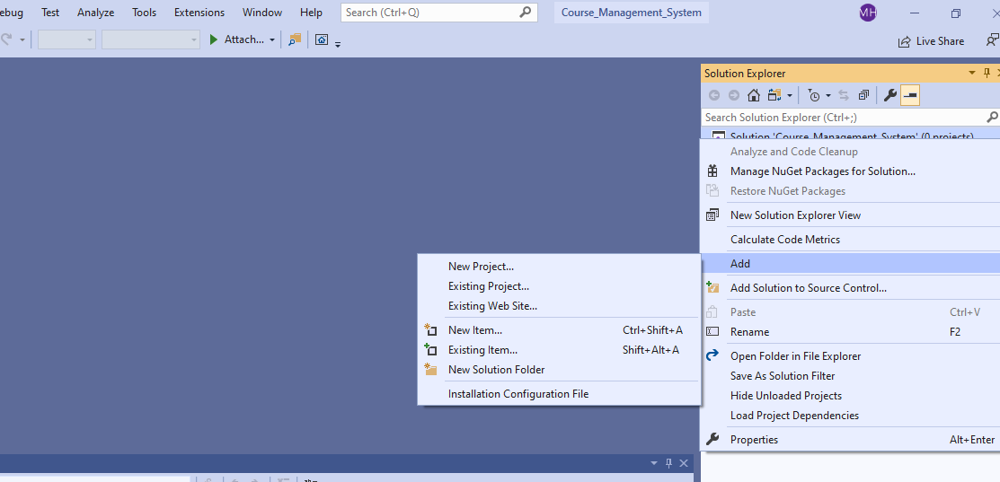 ebug Test Analyze Tools Extensions Window Help Search (Ctrl+Q) Course_Management_System MH
Attach... Live Share
Solution Explorer
Search Solution Explorer (Ctrl+;)
Solution 'Course_Management_System' (0 projects)
Analyze and Code Cleanup
Manage NuGet Packages for Solution...
Restore NuGet Packages
New Solution Explorer View
Calculate Code Metrics
Add
Add Solution to Source Control...
Paste Ctrl+V
Rename F2
Open Folder in File Explorer
Save As Solution Filter
Hide Unloaded Projects
Load Project Dependencies
Properties Alt+Enter
New Project...
Existing Project...
Existing Web Site...
New Item... Ctrl+Shift+A
Existing Item... Shift+Alt+A
New Solution Folder
Installation Configuration File